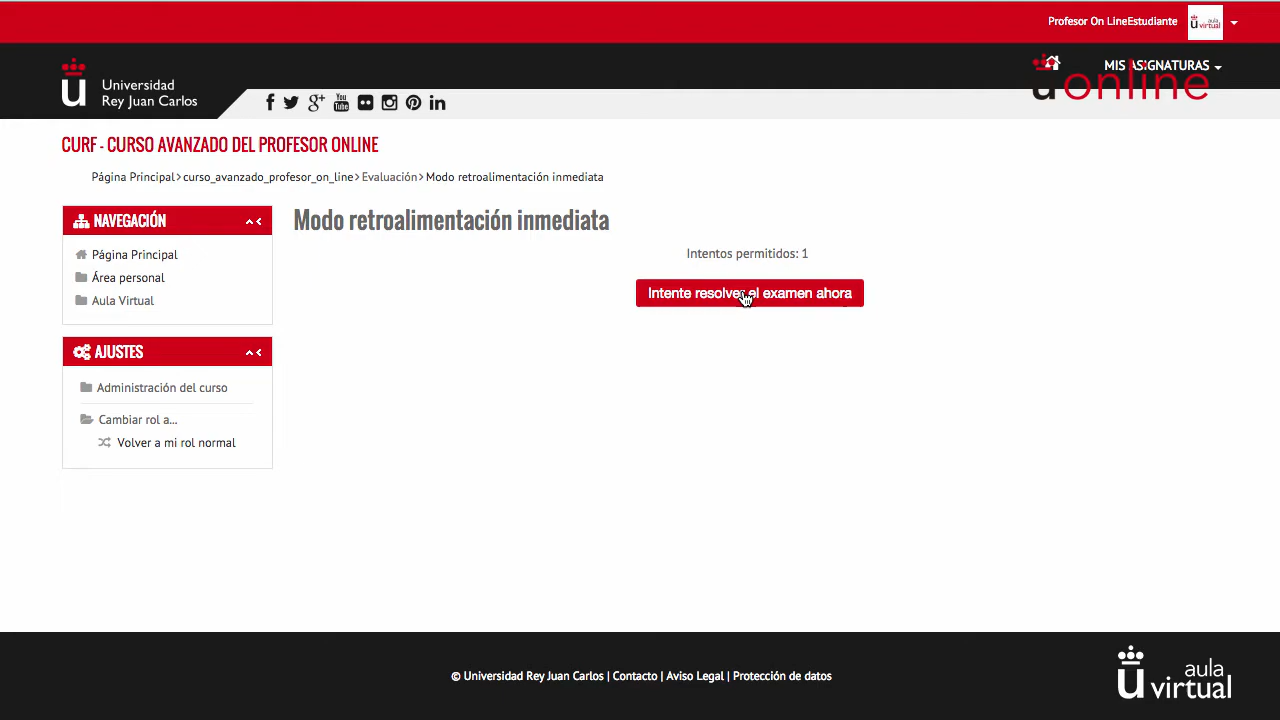 Profesor On LineEstudiante
aula
virtual
Universidad
Rey Juan Carlos
MIS ASIGNATURAS
online
You
Tube
CURF - CURSO AVANZADO DEL PROFESOR ONLINE
Página Principal > curso_avanzado_profesor_on_line > Evaluación > Modo retroalimentación inmediata
NAVEGACIÓN
Página Principal
Área personal
Aula Virtual
AJUSTES
Administración del curso
Cambiar rol a...
Volver a mi rol normal
Modo retroalimentación inmediata
Intentos permitidos: 1
Intente resolver el examen ahora
© Universidad Rey Juan Carlos | Contacto | Aviso Legal | Protección de datos
aula
virtual